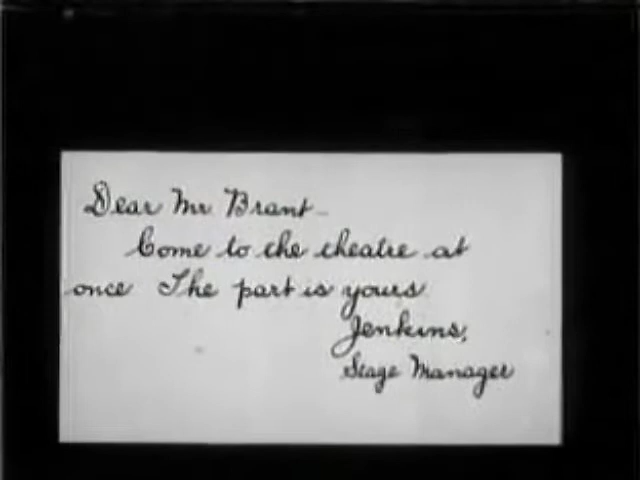 Dear Mr Brant—
Come to the theatre at
once The part is yours
Jenkins,
Stage Manager